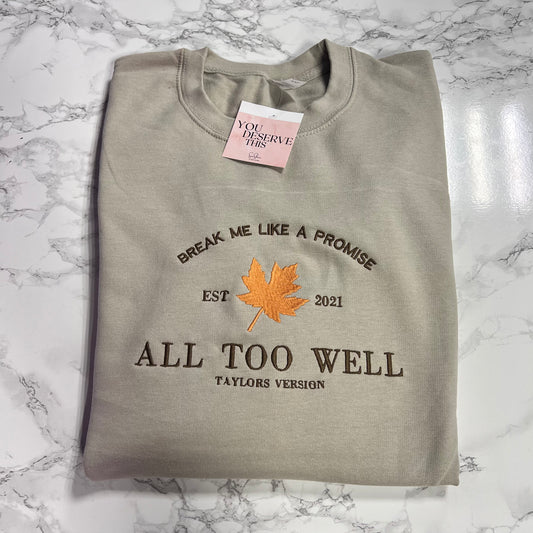 YOU
DESERVE
THIS
BREAK ME LIKE A PROMISE
EST 2021
ALL TOO WELL
TAYLORS VERSION